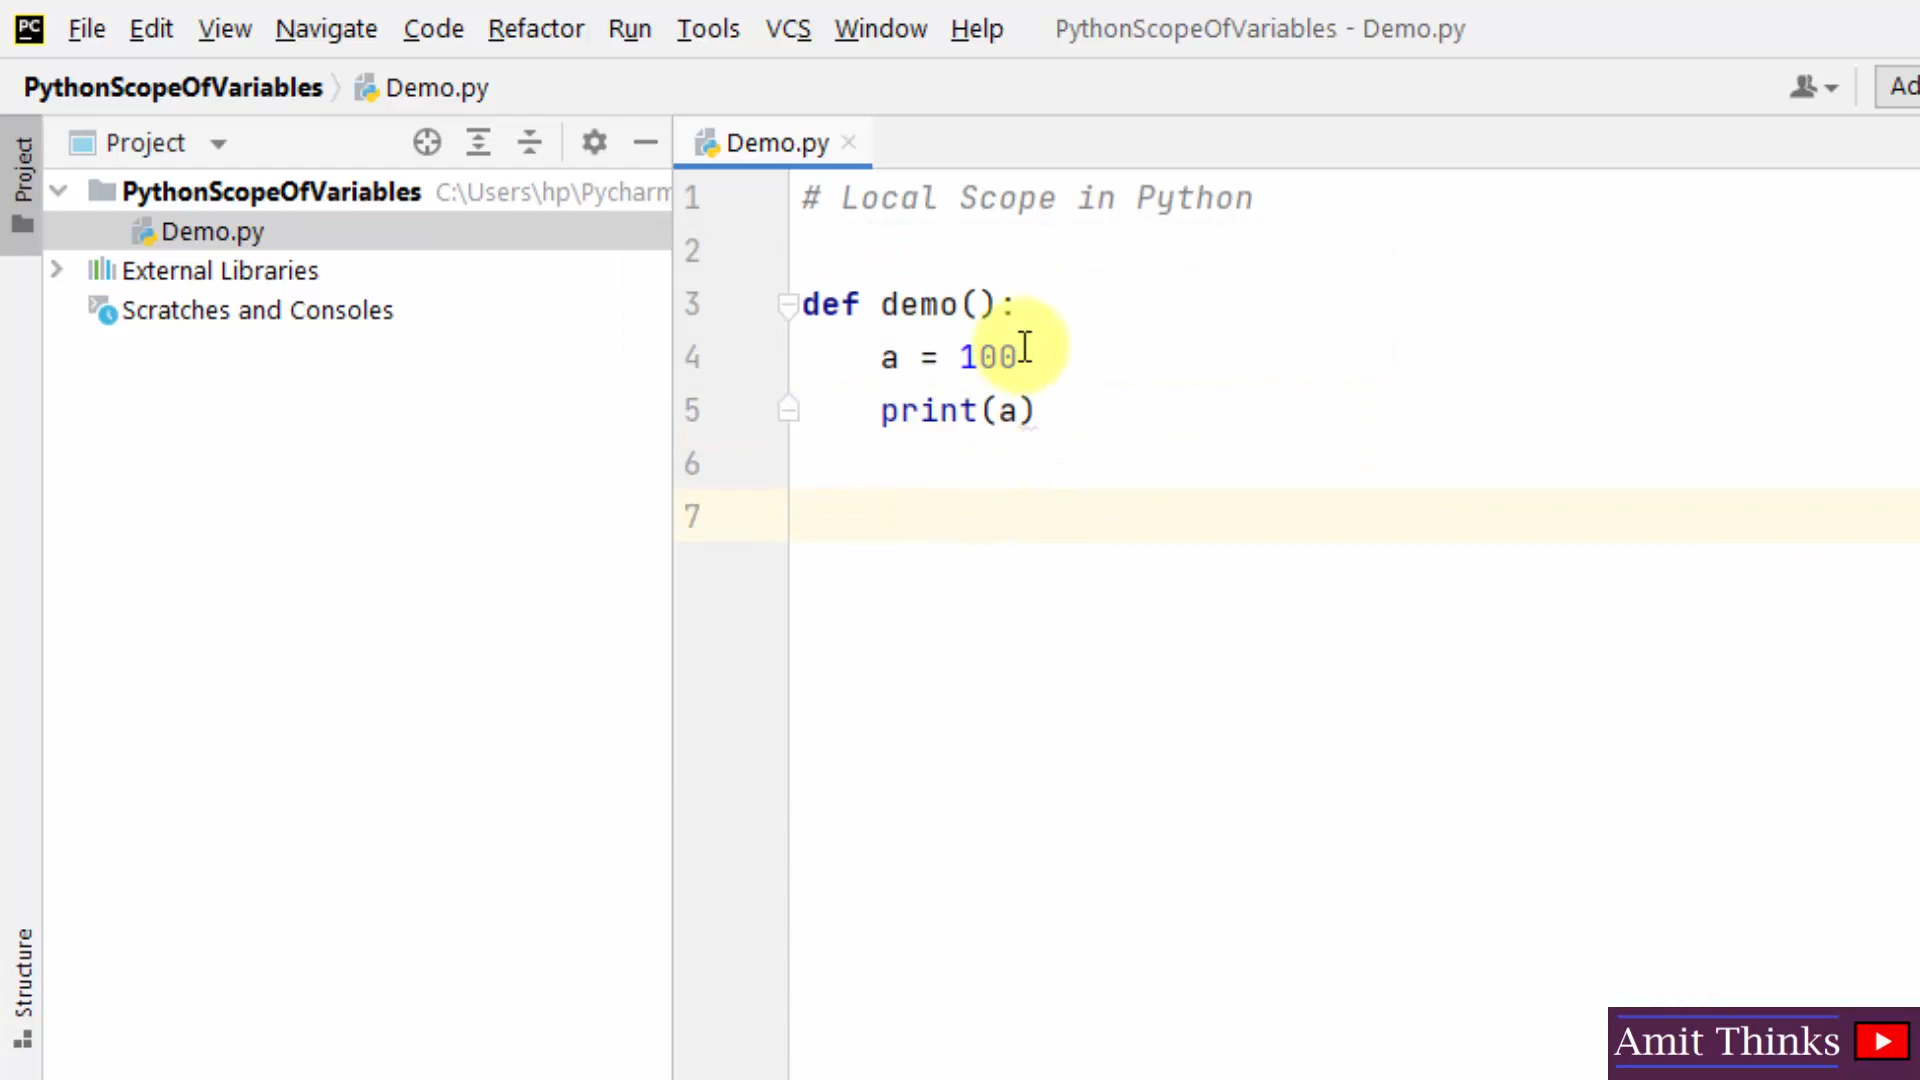 PC File Edit View Navigate Code Refactor Run Tools VCS Window Help PythonScopeOfVariables - Demo.py
PythonScopeOfVariables Demo.py Ad
Project
Project
Demo.py
PythonScopeOfVariables C:\Users\hp\Pycharm
Demo.py
External Libraries
Scratches and Consoles
1 # Local Scope in Python
2
3 def demo():
4 a = 100
5 print(a)
6
7
Structure
Amit Thinks